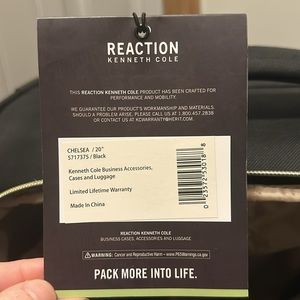 REACTION
KENNETH COLE
THIS REACTION KENNETH COLE PRODUCT HAS BEEN CRAFTED FOR
PERFORMANCE AND MOBILITY.
WE GUARANTEE OUR PRODUCT'S WORKMANSHIP AND MATERIALS.
SHOULD A PROBLEM ARISE, PLEASE CALL US AT 1.800.457.2838
OR CONTACT US AT KCWARRANTY@HERIT.COM.
CHELSEA / 20"
5717375 / Black
Kenneth Cole Business Accessories,
Cases and Luggage
Limited Lifetime Warranty
Made In China
REACTION KENNETH COLE
BUSINESS CASES, ACCESSORIES AND LUGGAGE
WARNING: Cancer and Reproductive Harm - www.P65Warnings.ca.gov
PACK MORE INTO LIFE.